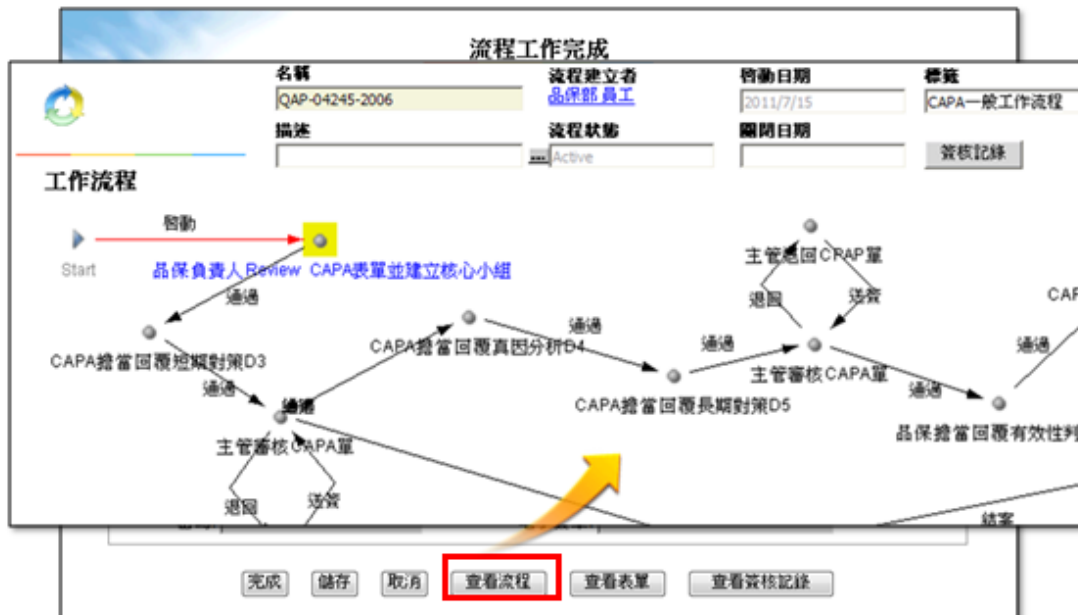 流程工作完成
名稱
流程建立者
啓動日期
標籤
QAP-04245-2006
品保部 員工
2011/7/15
CAPA一般工作流程
描述
流程狀態
關閉日期
...
Active
簽核記錄
工作流程
啓動
Start
品保負責人Review CAPA表單並建立核心小組
主管退回CPAP單
通過
退回
送簽
CAP
CAPA擔當回覆短期對策D3
CAPA擔當回覆真因分析D4
通過
通過
通過
通過
主管審核CAPA單
通過
通過
CAPA擔當回覆長期對策D5
通過
主管審核CAPA單
品保擔當回覆有效性判
退回
送簽
結案
完成
儲存
取消
查看流程
查看表單
查看簽核記錄